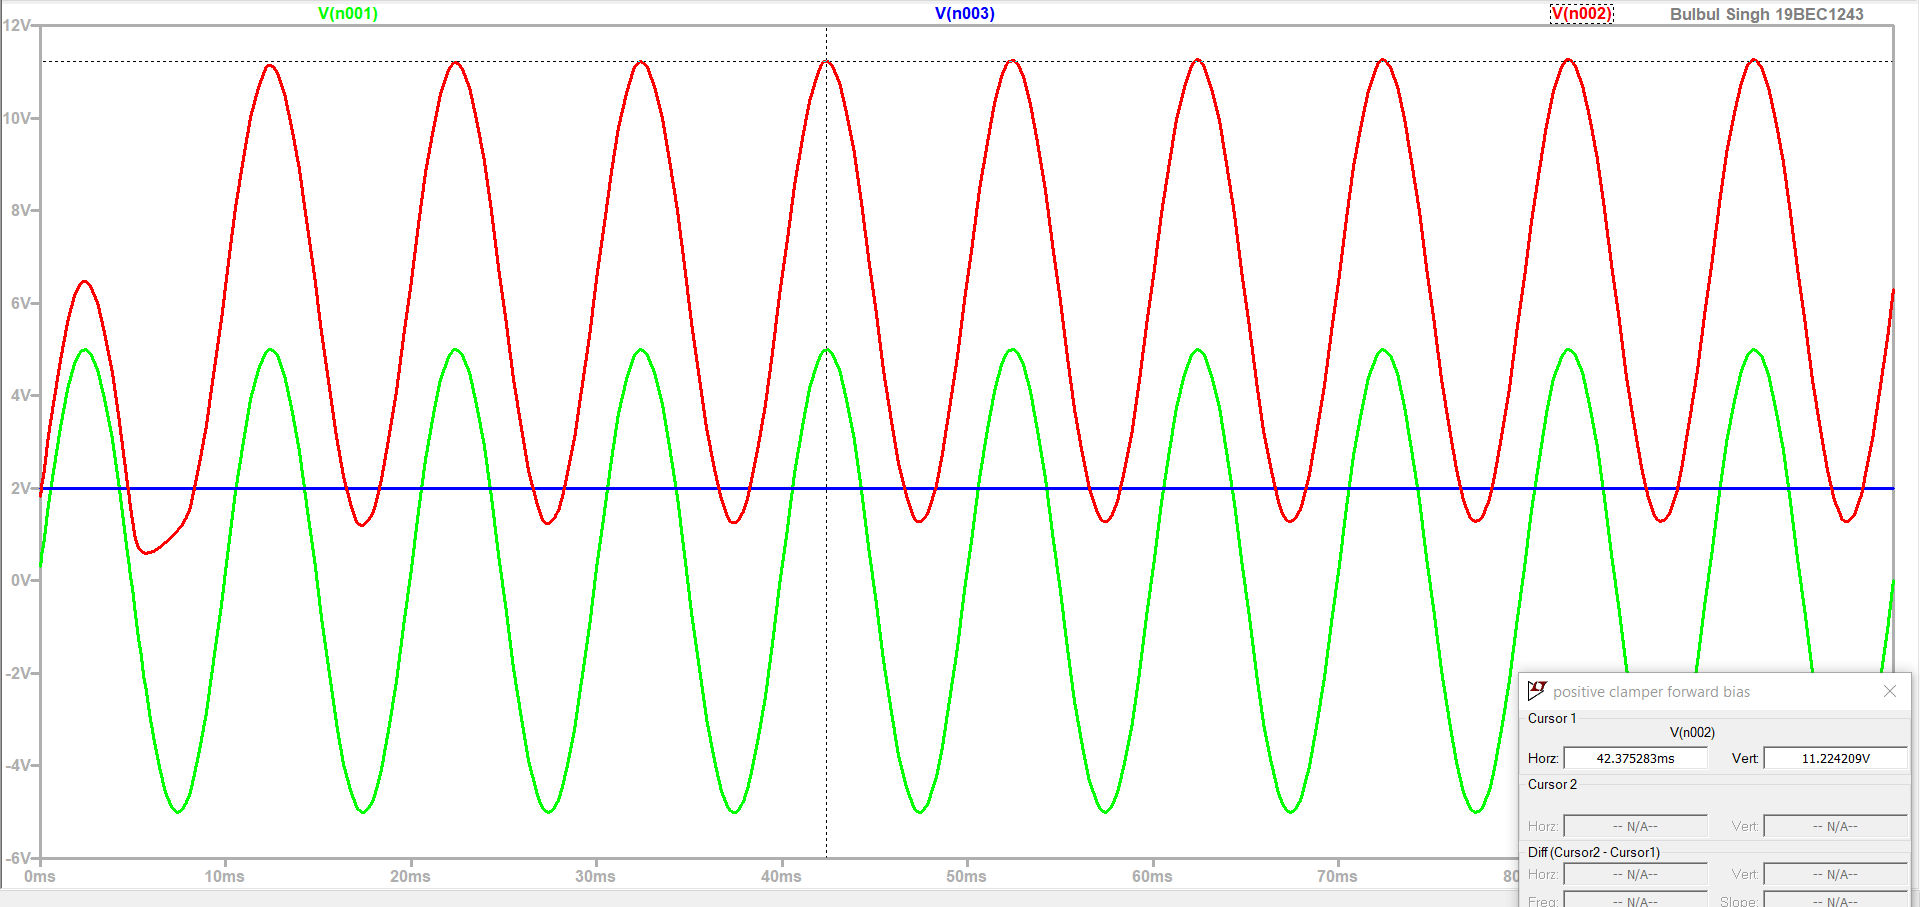 V(n001) V(n003) V(n002) Bulbul Singh 19BEC1243
12V
10V
8V
6V
4V
2V
0V
-2V
-4V
-6V
0ms 10ms 20ms 30ms 40ms 50ms 60ms 70ms 80
positive clamper forward bias
Cursor 1
V(n002)
Horz: 42.375283ms Vert: 11.224209V
Cursor 2
Horz: -- N/A-- Vert: -- N/A--
Diff (Cursor2 - Cursor1)
Horz: -- N/A-- Vert: -- N/A--
Freq: -- N/A-- Slope: -- N/A--